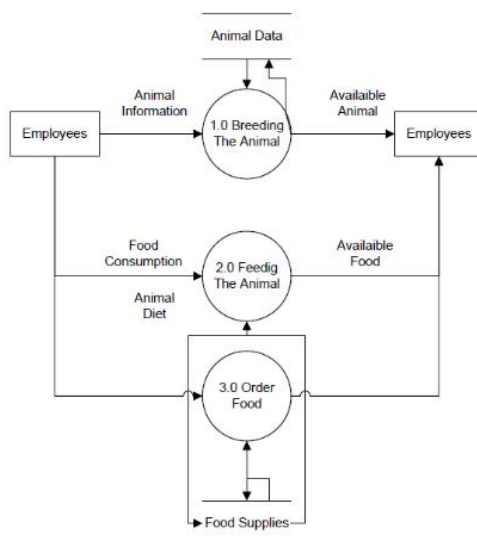 Animal Data
Animal
Information
Availaible
Animal
Employees
1.0 Breeding
The Animal
Employees
Food
Consumption
Animal
Diet
2.0 Feedig
The Animal
Availaible
Food
3.0 Order
Food
Food Supplies